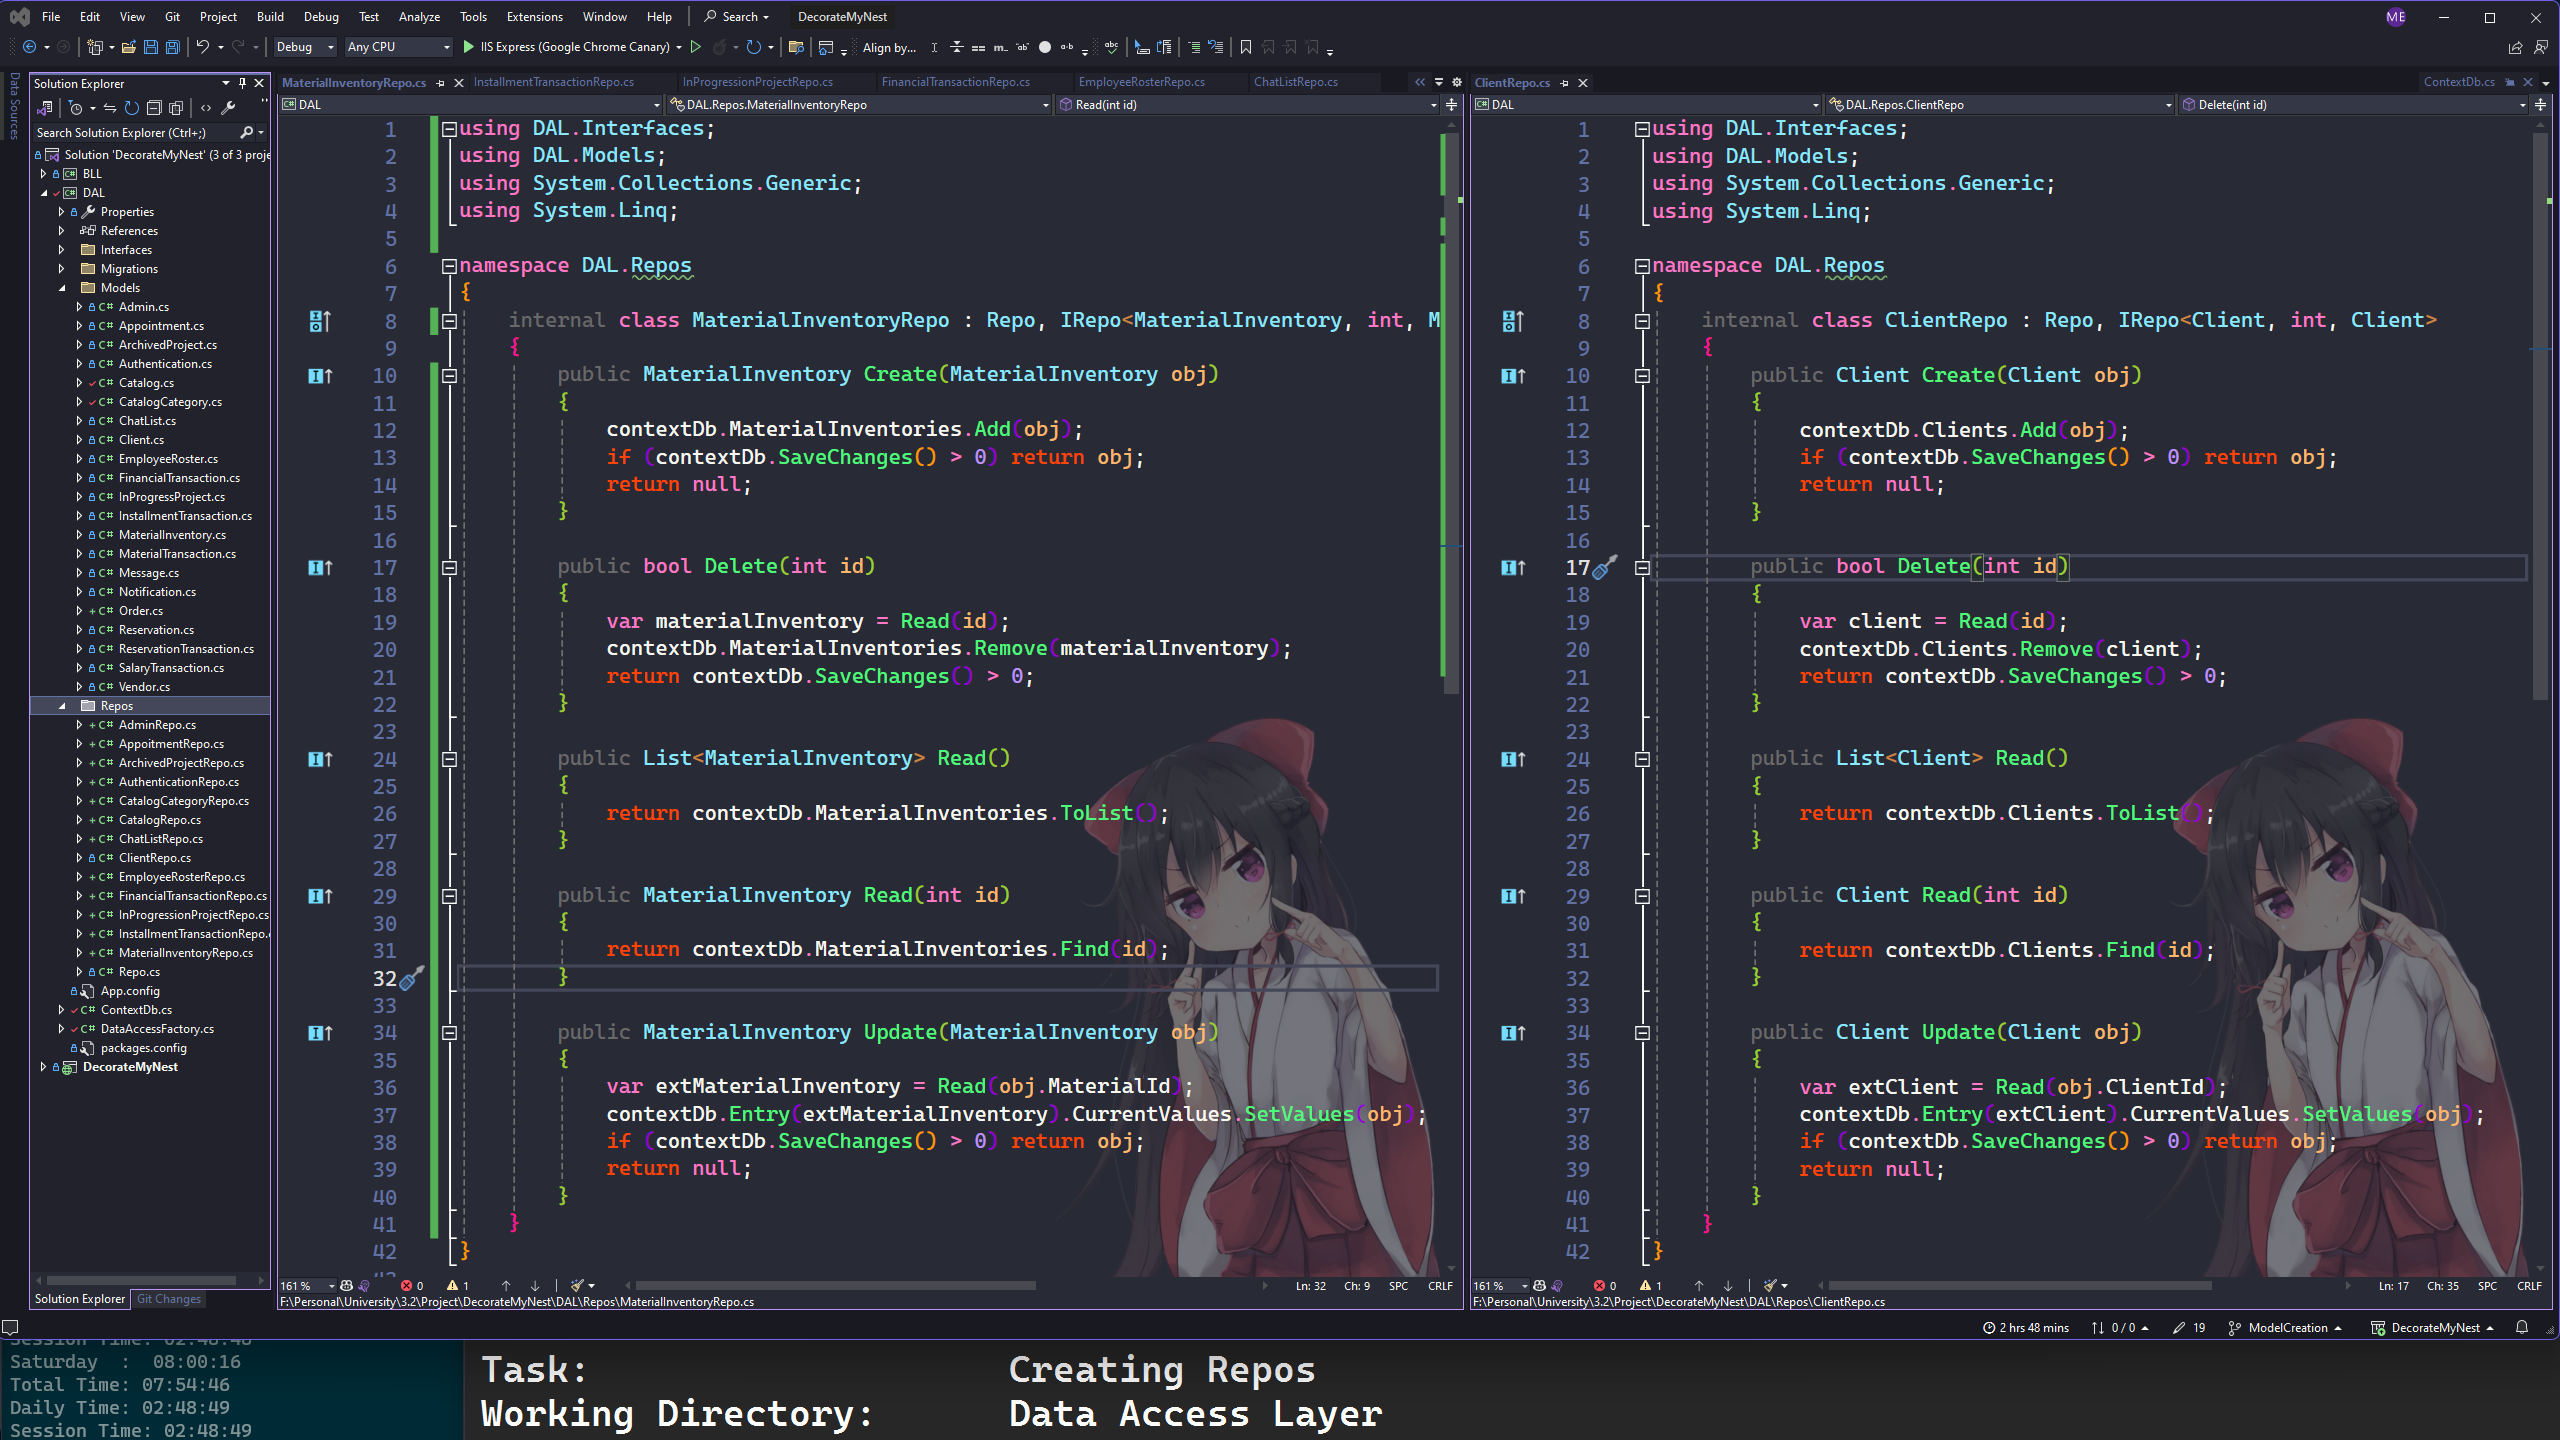 File Edit View Git Project Build Debug Test Analyze Tools Extensions Window Help Search DecorateMyNest ME
Debug Any CPU IIS Express (Google Chrome Canary) Align by...
Data Sources
Solution Explorer
Search Solution Explorer (Ctrl+;)
Solution 'DecorateMyNest' (3 of 3 proje
BLL
DAL
Properties
References
Interfaces
Migrations
Models
C# Admin.cs
C# Appointment.cs
C# ArchivedProject.cs
C# Authentication.cs
C# Catalog.cs
C# CatalogCategory.cs
C# ChatList.cs
C# Client.cs
C# EmployeeRoster.cs
C# FinancialTransaction.cs
C# InProgressProject.cs
C# InstallmentTransaction.cs
C# MaterialInventory.cs
C# MaterialTransaction.cs
C# Message.cs
C# Notification.cs
C# Order.cs
C# Reservation.cs
C# ReservationTransaction.cs
C# SalaryTransaction.cs
C# Vendor.cs
Repos
C# AdminRepo.cs
C# AppoitmentRepo.cs
C# ArchivedProjectRepo.cs
C# AuthenticationRepo.cs
C# CatalogCategoryRepo.cs
C# CatalogRepo.cs
C# ChatListRepo.cs
C# ClientRepo.cs
C# EmployeeRosterRepo.cs
C# FinancialTransactionRepo.cs
C# InProgressionProjectRepo.cs
C# InstallmentTransactionRepo.
C# MaterialInventoryRepo.cs
C# Repo.cs
App.config
C# ContextDb.cs
C# DataAccessFactory.cs
packages.config
DecorateMyNest
Solution Explorer Git Changes
MaterialInventoryRepo.cs InstallmentTransactionRepo.cs InProgressionProjectRepo.cs FinancialTransactionRepo.cs EmployeeRosterRepo.cs ChatListRepo.cs
DAL DAL.Repos.MaterialInventoryRepo Read(int id)
1 using DAL.Interfaces;
2 using DAL.Models;
3 using System.Collections.Generic;
4 using System.Linq;
5
6 namespace DAL.Repos
7 {
8 internal class MaterialInventoryRepo : Repo, IRepo<MaterialInventory, int, M
9 {
10 public MaterialInventory Create(MaterialInventory obj)
11 {
12 contextDb.MaterialInventories.Add(obj);
13 if (contextDb.SaveChanges() > 0) return obj;
14 return null;
15 }
16
17 public bool Delete(int id)
18 {
19 var materialInventory = Read(id);
20 contextDb.MaterialInventories.Remove(materialInventory);
21 return contextDb.SaveChanges() > 0;
22 }
23
24 public List<MaterialInventory> Read()
25 {
26 return contextDb.MaterialInventories.ToList();
27 }
28
29 public MaterialInventory Read(int id)
30 {
31 return contextDb.MaterialInventories.Find(id);
32 }
33
34 public MaterialInventory Update(MaterialInventory obj)
35 {
36 var extMaterialInventory = Read(obj.MaterialId);
37 contextDb.Entry(extMaterialInventory).CurrentValues.SetValues(obj);
38 if (contextDb.SaveChanges() > 0) return obj;
39 return null;
40 }
41 }
42 }
161 % 0 1 Ln: 32 Ch: 9 SPC CRLF
F:\Personal\University\3.2\Project\DecorateMyNest\DAL\Repos\MaterialInventoryRepo.cs
ClientRepo.cs ContextDb.cs
DAL DAL.Repos.ClientRepo Delete(int id)
1 using DAL.Interfaces;
2 using DAL.Models;
3 using System.Collections.Generic;
4 using System.Linq;
5
6 namespace DAL.Repos
7 {
8 internal class ClientRepo : Repo, IRepo<Client, int, Client>
9 {
10 public Client Create(Client obj)
11 {
12 contextDb.Clients.Add(obj);
13 if (contextDb.SaveChanges() > 0) return obj;
14 return null;
15 }
16
17 public bool Delete(int id)
18 {
19 var client = Read(id);
20 contextDb.Clients.Remove(client);
21 return contextDb.SaveChanges() > 0;
22 }
23
24 public List<Client> Read()
25 {
26 return contextDb.Clients.ToList();
27 }
28
29 public Client Read(int id)
30 {
31 return contextDb.Clients.Find(id);
32 }
33
34 public Client Update(Client obj)
35 {
36 var extClient = Read(obj.ClientId);
37 contextDb.Entry(extClient).CurrentValues.SetValues(obj);
38 if (contextDb.SaveChanges() > 0) return obj;
39 return null;
40 }
41 }
42 }
161 % 0 1 Ln: 17 Ch: 35 SPC CRLF
F:\Personal\University\3.2\Project\DecorateMyNest\DAL\Repos\ClientRepo.cs
2 hrs 48 mins 0 / 0 19 ModelCreation DecorateMyNest
Session Time: 02:48:48
Saturday : 08:00:16
Total Time: 07:54:46
Daily Time: 02:48:49
Session Time: 02:48:49
Task: Creating Repos
Working Directory: Data Access Layer